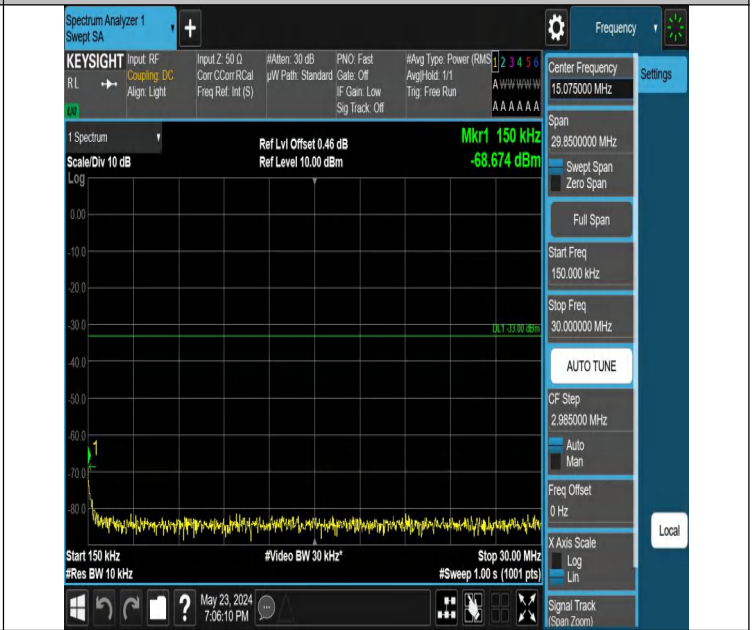 Spectrum Analyzer 1
Swept SA
+
Frequency
KEYSIGHT
RL
LXI
Input: RF
Coupling: DC
Align: Light
Input Z: 50 Ω
Corr CCorr RCal
Freq Ref: Int (S)
#Atten: 30 dB
µW Path: Standard
PNO: Fast
Gate: Off
IF Gain: Low
Sig Track: Off
#Avg Type: Power (RMS
Avg|Hold: 1/1
Trig: Free Run
1 2 3 4 5 6
A W W W W W
A A A A A A
1 Spectrum
Scale/Div 10 dB
Log
Ref Lvl Offset 0.46 dB
Ref Level 10.00 dBm
Mkr1 150 kHz
-68.674 dBm
0.00
-10.0
-20.0
-30.0
-40.0
-50.0
-60.0
-70.0
-80.0
DL1 -33.00 dBm
1
Start 150 kHz
#Res BW 10 kHz
#Video BW 30 kHz*
Stop 30.00 MHz
#Sweep 1.00 s (1001 pts)
Center Frequency
15.075000 MHz
Settings
Span
29.8500000 MHz
Swept Span
Zero Span
Full Span
Start Freq
150.000 kHz
Stop Freq
30.000000 MHz
AUTO TUNE
CF Step
2.985000 MHz
Auto
Man
Freq Offset
0 Hz
X Axis Scale
Log
Lin
Signal Track
(Span Zoom)
Local
?
May 23, 2024
7:06:10 PM